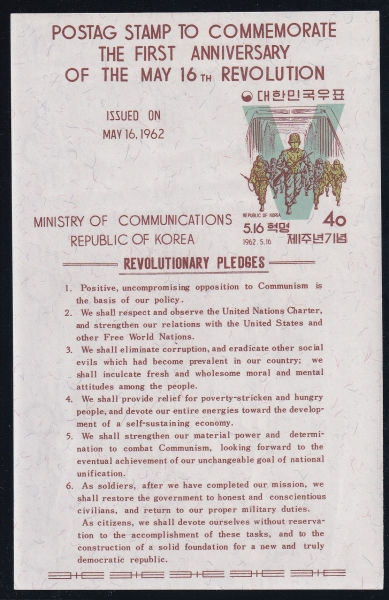 POSTAG STAMP TO COMMEMORATE
THE FIRST ANNIVERSARY
OF THE MAY 16TH REVOLUTION
대한민국우표
ISSUED ON
MAY 16, 1962
REPUBLIC OF KOREA
40
5.16 혁명
1962.5.16
제1주년기념
MINISTRY OF COMMUNICATIONS
REPUBLIC OF KOREA
REVOLUTIONARY PLEDGES
1. Positive, uncompromising opposition to Communism is
the basis of our policy.
2. We shall respect and observe the United Nations Charter,
and strengthen our relations with the United States and
other Free World Nations.
3. We shall eliminate corruption, and eradicate other social
evils which had become prevalent in our country; we
shall inculcate fresh and wholesome moral and mental
attitudes among the people.
4. We shall provide relief for poverty-stricken and hungry
people, and devote our entire energies toward the develop-
ment of a self-sustaining economy.
5. We shall strengthen our material power and determi-
nation to combat Communism, looking forward to the
eventual achievement of our unchangeable goal of national
unification.
6. As soldiers, after we have completed our mission, we
shall restore the government to honest and conscientious
civilians, and return to our proper military duties.
As citizens, we shall devote ourselves without reserva-
tion to the accomplishment of these tasks, and to the
construction of a solid foundation for a new and truly
democratic republic.